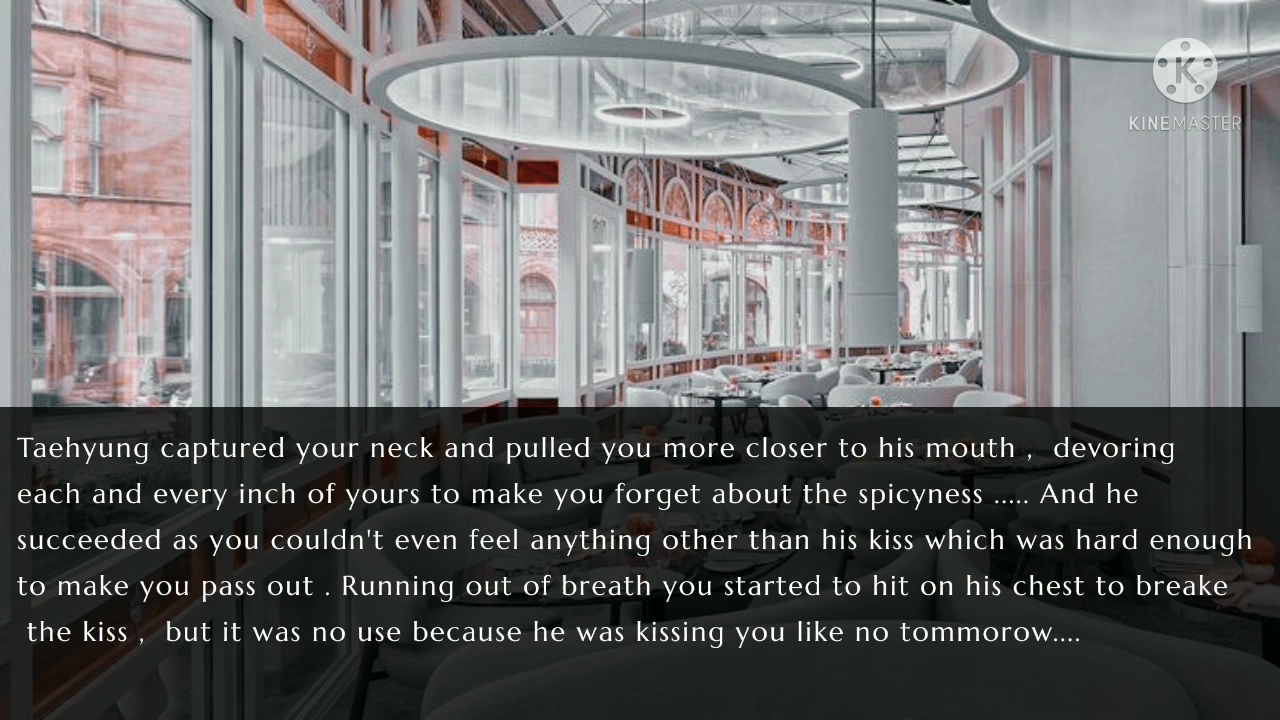 KINEMASTER
Taehyung captured your neck and pulled you more closer to his mouth ,  devoring
each and every inch of yours to make you forget about the spicyness ..... And he
succeeded as you couldn't even feel anything other than his kiss which was hard enough
to make you pass out . Running out of breath you started to hit on his chest to breake
the kiss ,  but it was no use because he was kissing you like no tommorow....